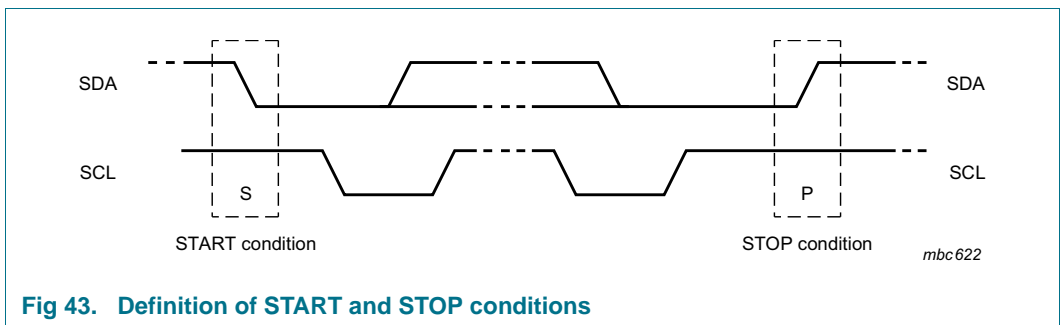 SDA SDA
SCL SCL
S P
START condition STOP condition
mbc622
Fig 43. Definition of START and STOP conditions